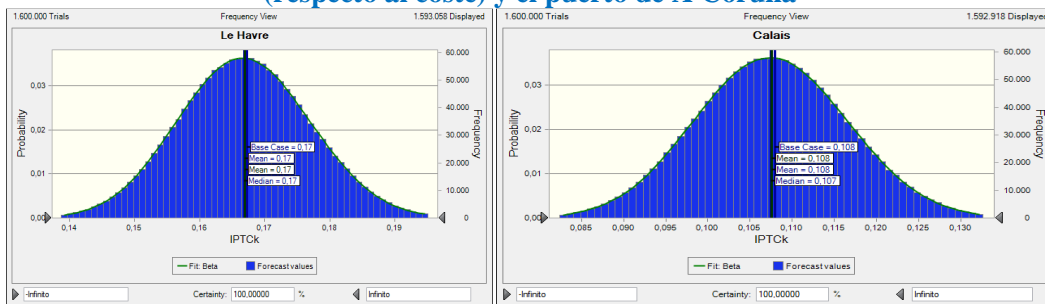 (respecto al coste) y el puerto de A Coruña
1.600.000 Trials
Frequency View
1.593.058 Displayed
Le Havre
Probability
0,03
0,02
0,01
0,00
60.000
50.000
40.000
30.000
20.000
10.000
0
Frequency
Base Case = 0,17
Mean = 0,17
Mean = 0,17
Median = 0,17
0,14
0,15
0,16
0,17
0,18
0,19
IPTCk
Fit: Beta
Forecast values
-Infinito
Certainty:
100,00000
%
Infinito
1.600.000 Trials
Frequency View
1.592.918 Displayed
Calais
Probability
0,03
0,02
0,01
0,00
60.000
50.000
40.000
30.000
20.000
10.000
0
Frequency
Base Case = 0,108
Mean = 0,108
Mean = 0,108
Median = 0,107
0,085
0,090
0,095
0,100
0,105
0,110
0,115
0,120
0,125
0,130
IPTCk
Fit: Beta
Forecast values
-Infinito
Certainty:
100,00000
%
Infinito